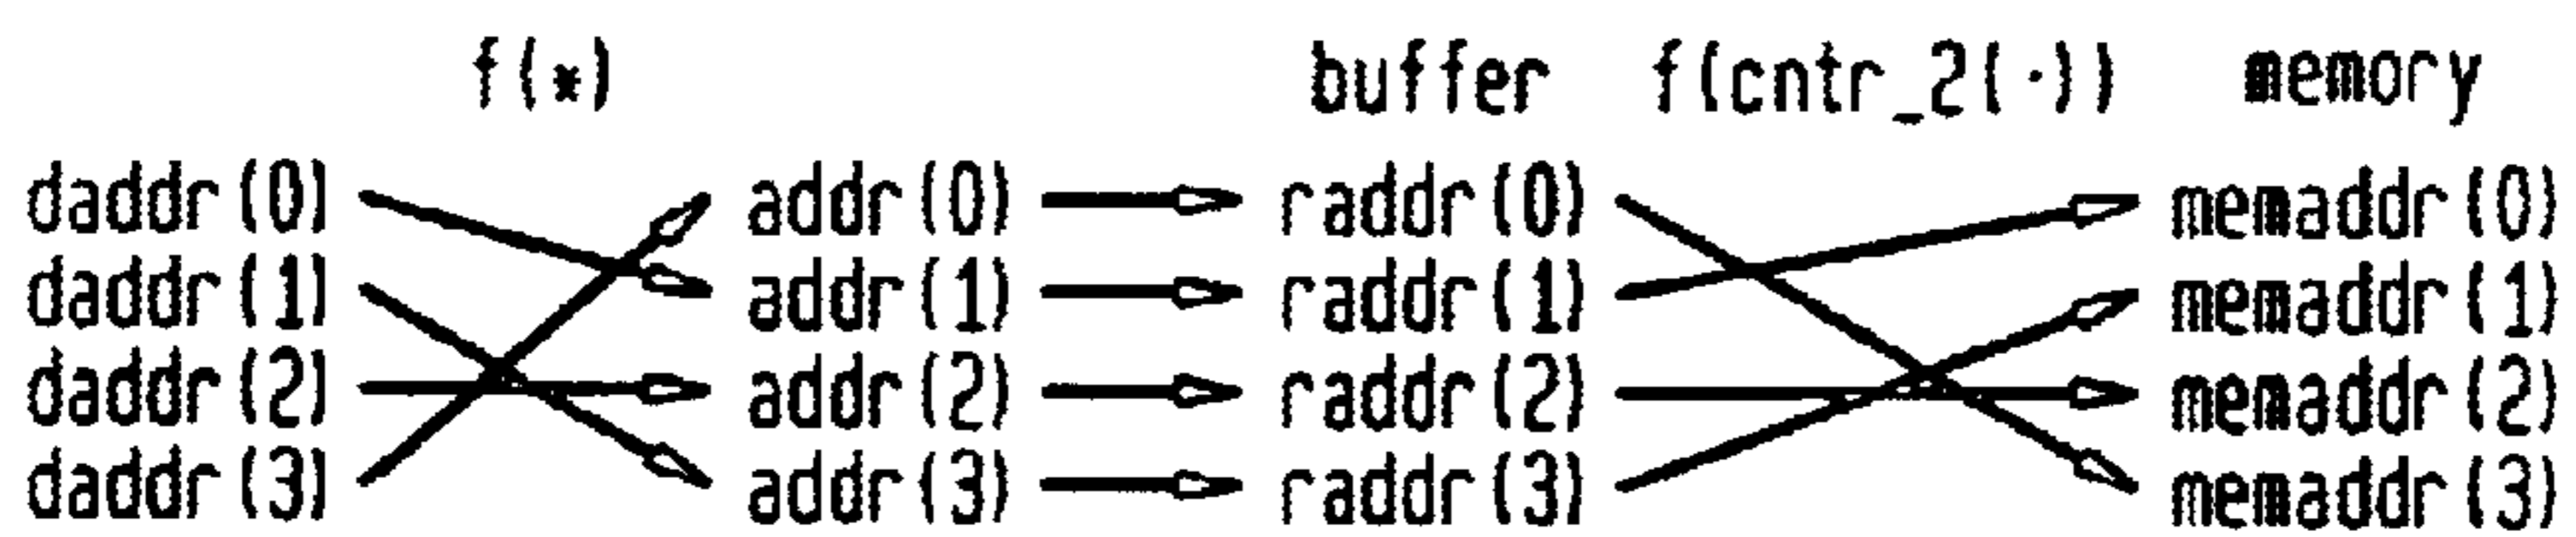 f(*) buffer f(cntr_2(·)) memory
daddr(0) addr(0) raddr(0) memaddr(0)
daddr(1) addr(1) raddr(1) memaddr(1)
daddr(2) addr(2) raddr(2) memaddr(2)
daddr(3) addr(3) raddr(3) memaddr(3)